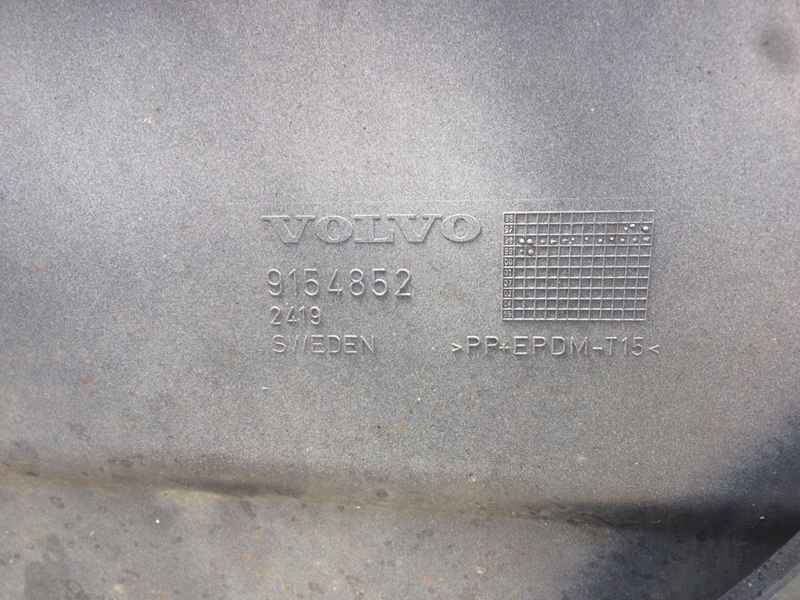 VOLVO
9154852
2419
SWEDEN
>PP+EPDM-T15<